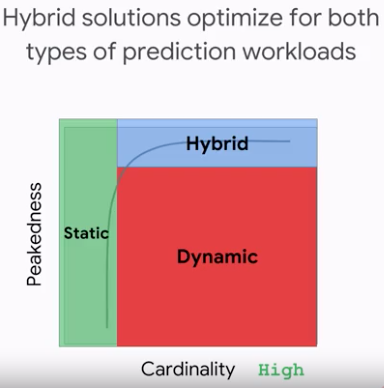 Hybrid solutions optimize for both
types of prediction workloads
Hybrid
Static
Dynamic
Peakedness
Cardinality High